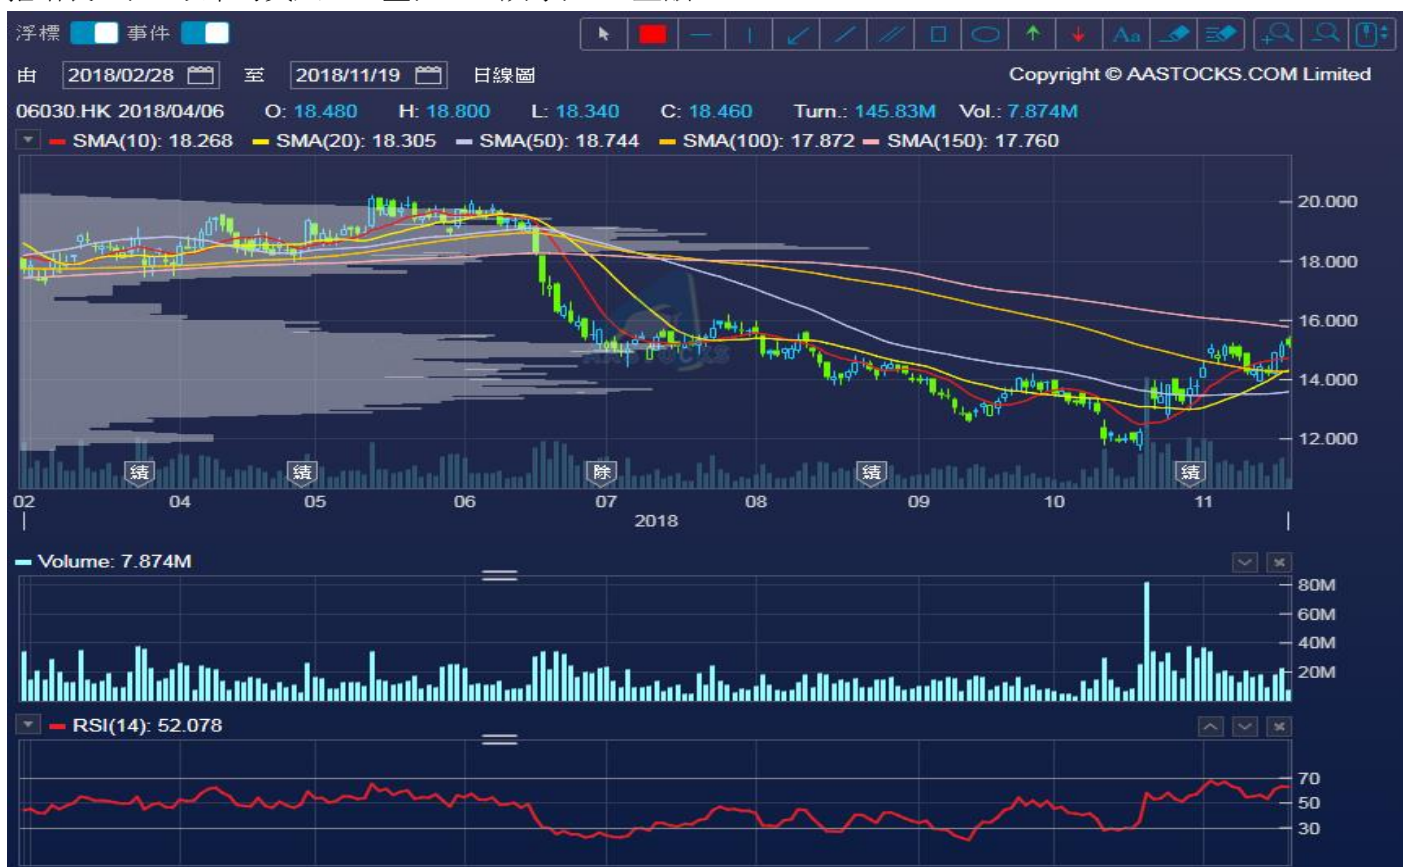 浮標 事件
Aa
由 2018/02/28 至 2018/11/19 日線圖 Copyright © AASTOCKS.COM Limited
06030.HK 2018/04/06 O: 18.480 H: 18.800 L: 18.340 C: 18.460 Turn.: 145.83M Vol.: 7.874M
SMA(10): 18.268 SMA(20): 18.305 SMA(50): 18.744 SMA(100): 17.872 SMA(150): 17.760
20.000
18.000
16.000
AASTOCKS
14.000
12.000
績 績 除 績 績
02 04 05 06 07 08 09 10 11
2018
Volume: 7.874M
80M
60M
40M
20M
RSI(14): 52.078
70
50
30